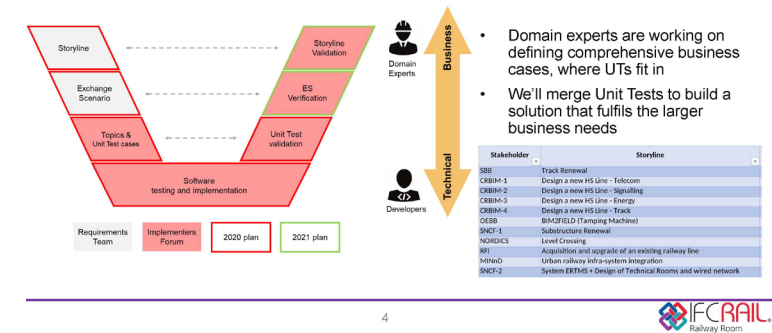 Storyline
Storyline
Validation
Exchange
Scenario
ES
Verification
Topics &
Unit Test cases
Unit Test
validation
Software
testing and implementation
Requirements
Team
Implementers
Forum
2020 plan
2021 plan
Domain
Experts
Developers
Business
Technical
• Domain experts are working on
defining comprehensive business
cases, where UTs fit in
• We'll merge Unit Tests to build a
solution that fulfils the larger
business needs
Stakeholder Storyline
SBB Track Renewal
CRBIM-1 Design a new HS Line - Telecom
CRBIM-2 Design a new HS Line - Signalling
CRBIM-3 Design a new HS Line - Energy
CRBIM-4 Design a new HS Line - Track
OEBB BIM2FIELD (Tamping Machine)
SNCF-1 Substructure Renewal
NORDICS Level Crossing
RFI Acquisition and upgrade of an existing railway line
MINnD Urban railway infra-system integration
SNCF-2 System ERTMS + Design of Technical Rooms and wired network
4
IFCRAIL.
Railway Room